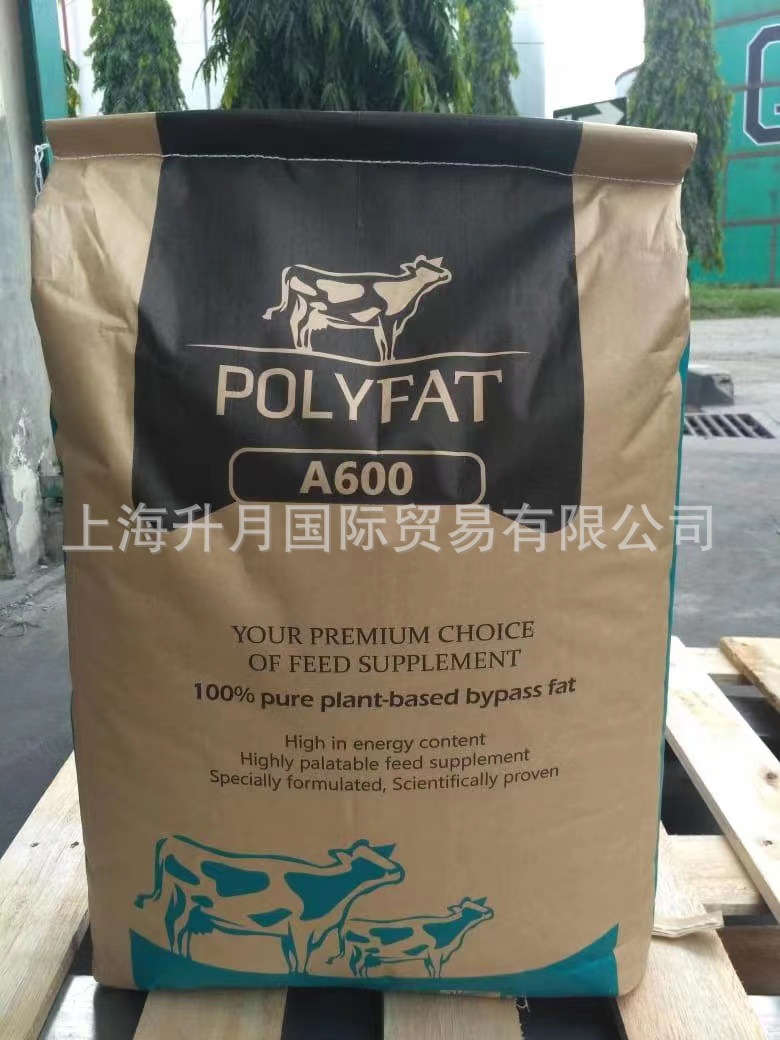 POLYFAT
A600
上海升月国际贸易有限公司
YOUR PREMIUM CHOICE
OF FEED SUPPLEMENT
100% pure plant-based bypass fat
High in energy content
Highly palatable feed supplement
Specially formulated, Scientifically proven